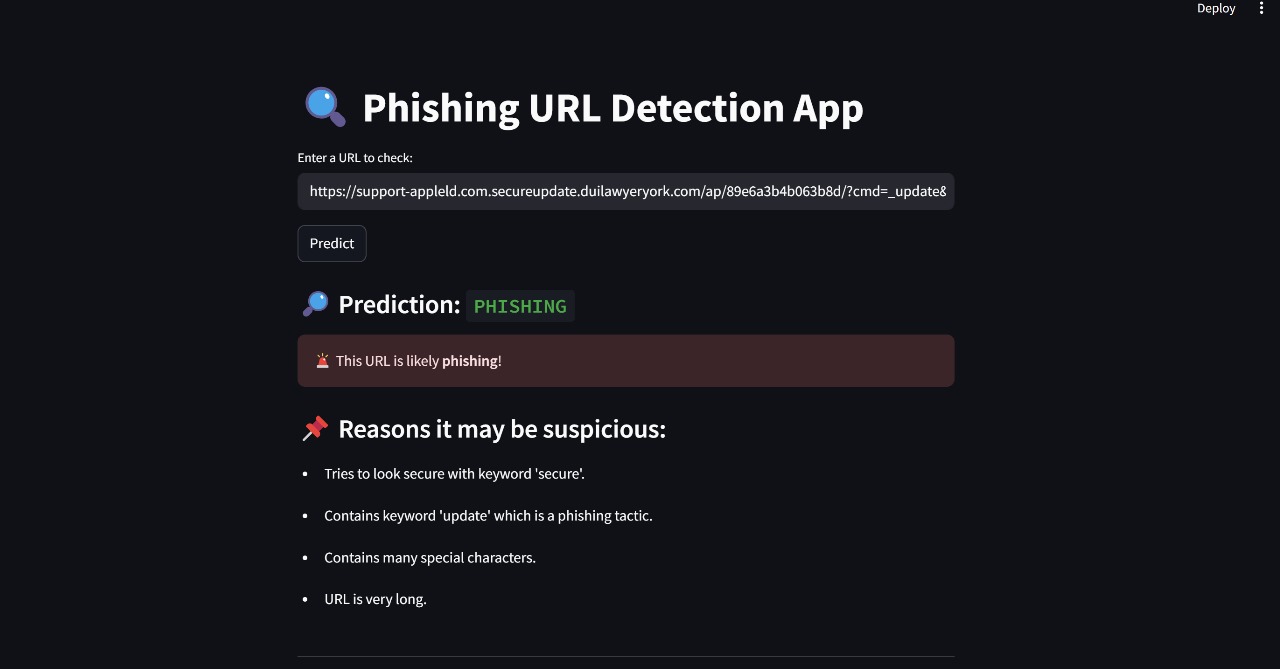 Deploy
Phishing URL Detection App
Enter a URL to check:
https://support-appleld.com.secureupdate.duilawyeryork.com/ap/89e6a3b4b063b8d/?cmd=_update&
Predict
Prediction: PHISHING
This URL is likely phishing!
Reasons it may be suspicious:
Tries to look secure with keyword 'secure'.
Contains keyword 'update' which is a phishing tactic.
Contains many special characters.
URL is very long.